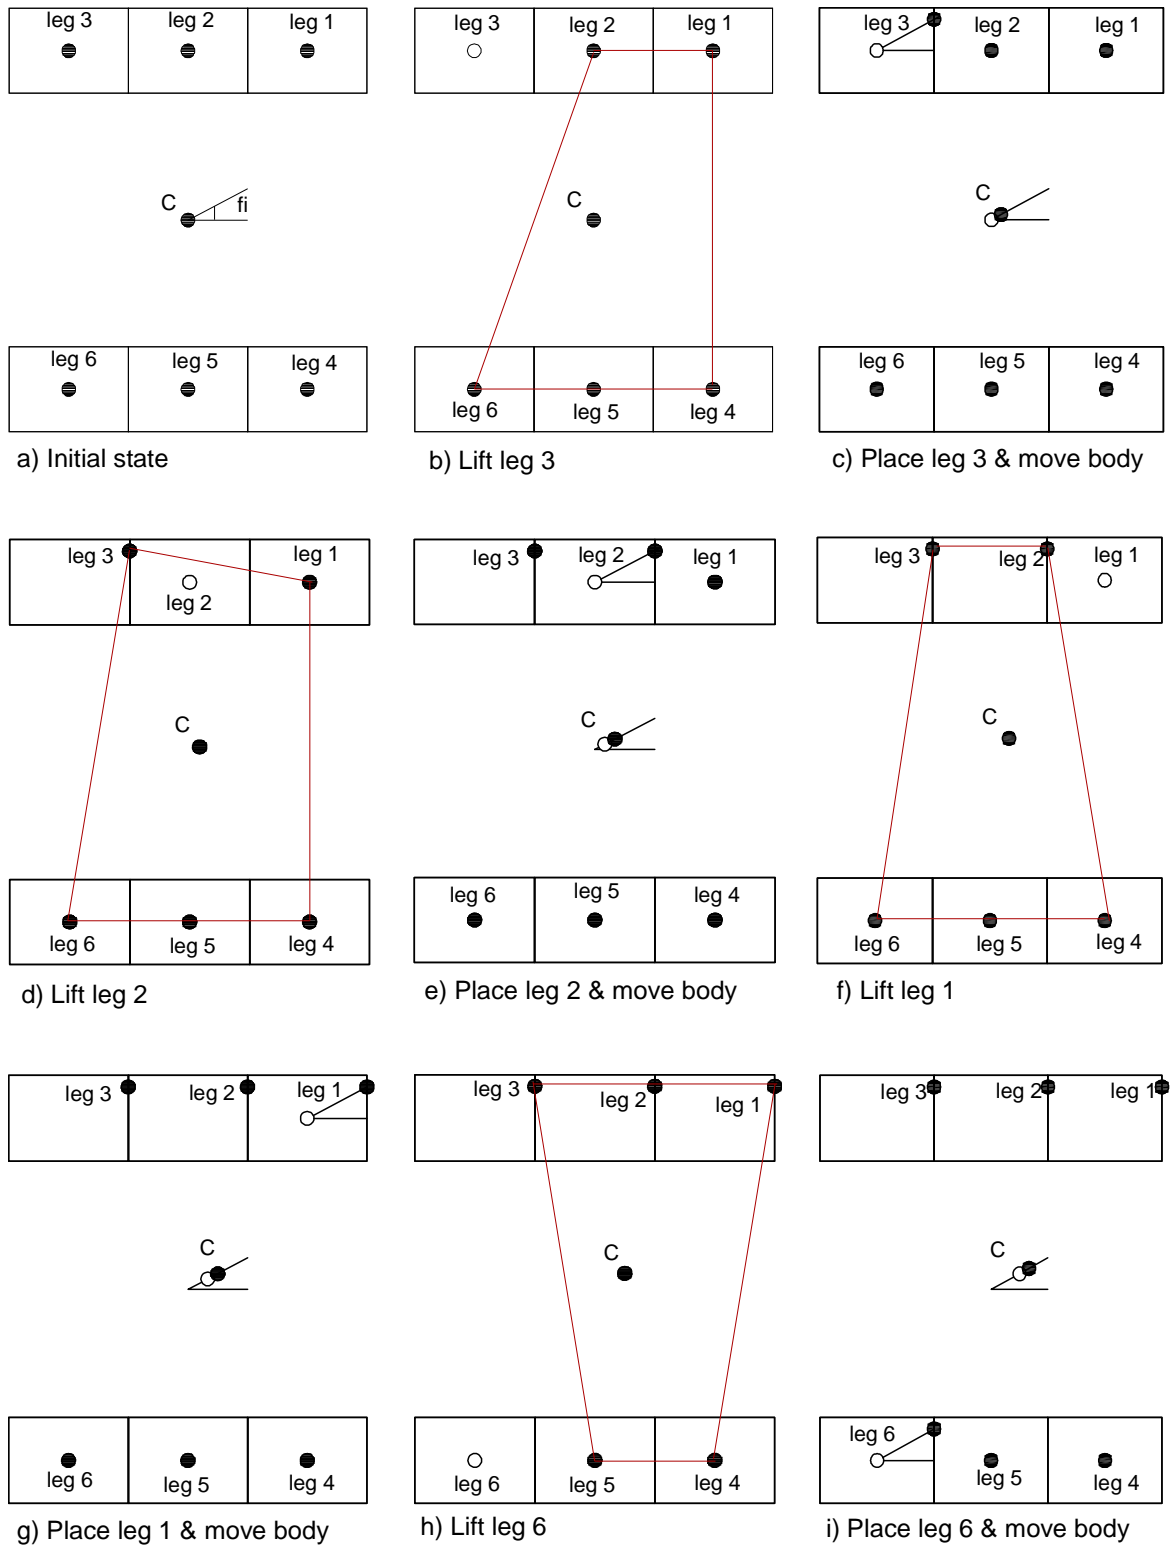 leg 3 leg 2 leg 1
C fi
leg 6 leg 5 leg 4
a) Initial state
leg 3 leg 2 leg 1
C
leg 6 leg 5 leg 4
b) Lift leg 3
leg 3 leg 2 leg 1
C
leg 6 leg 5 leg 4
c) Place leg 3 & move body
leg 3 leg 2 leg 1
C
leg 6 leg 5 leg 4
d) Lift leg 2
leg 3 leg 2 leg 1
C
leg 6 leg 5 leg 4
e) Place leg 2 & move body
leg 3 leg 2 leg 1
C
leg 6 leg 5 leg 4
f) Lift leg 1
leg 3 leg 2 leg 1
C
leg 6 leg 5 leg 4
g) Place leg 1 & move body
leg 3 leg 2 leg 1
C
leg 6 leg 5 leg 4
h) Lift leg 6
leg 3 leg 2 leg 1
C
leg 6 leg 5 leg 4
i) Place leg 6 & move body